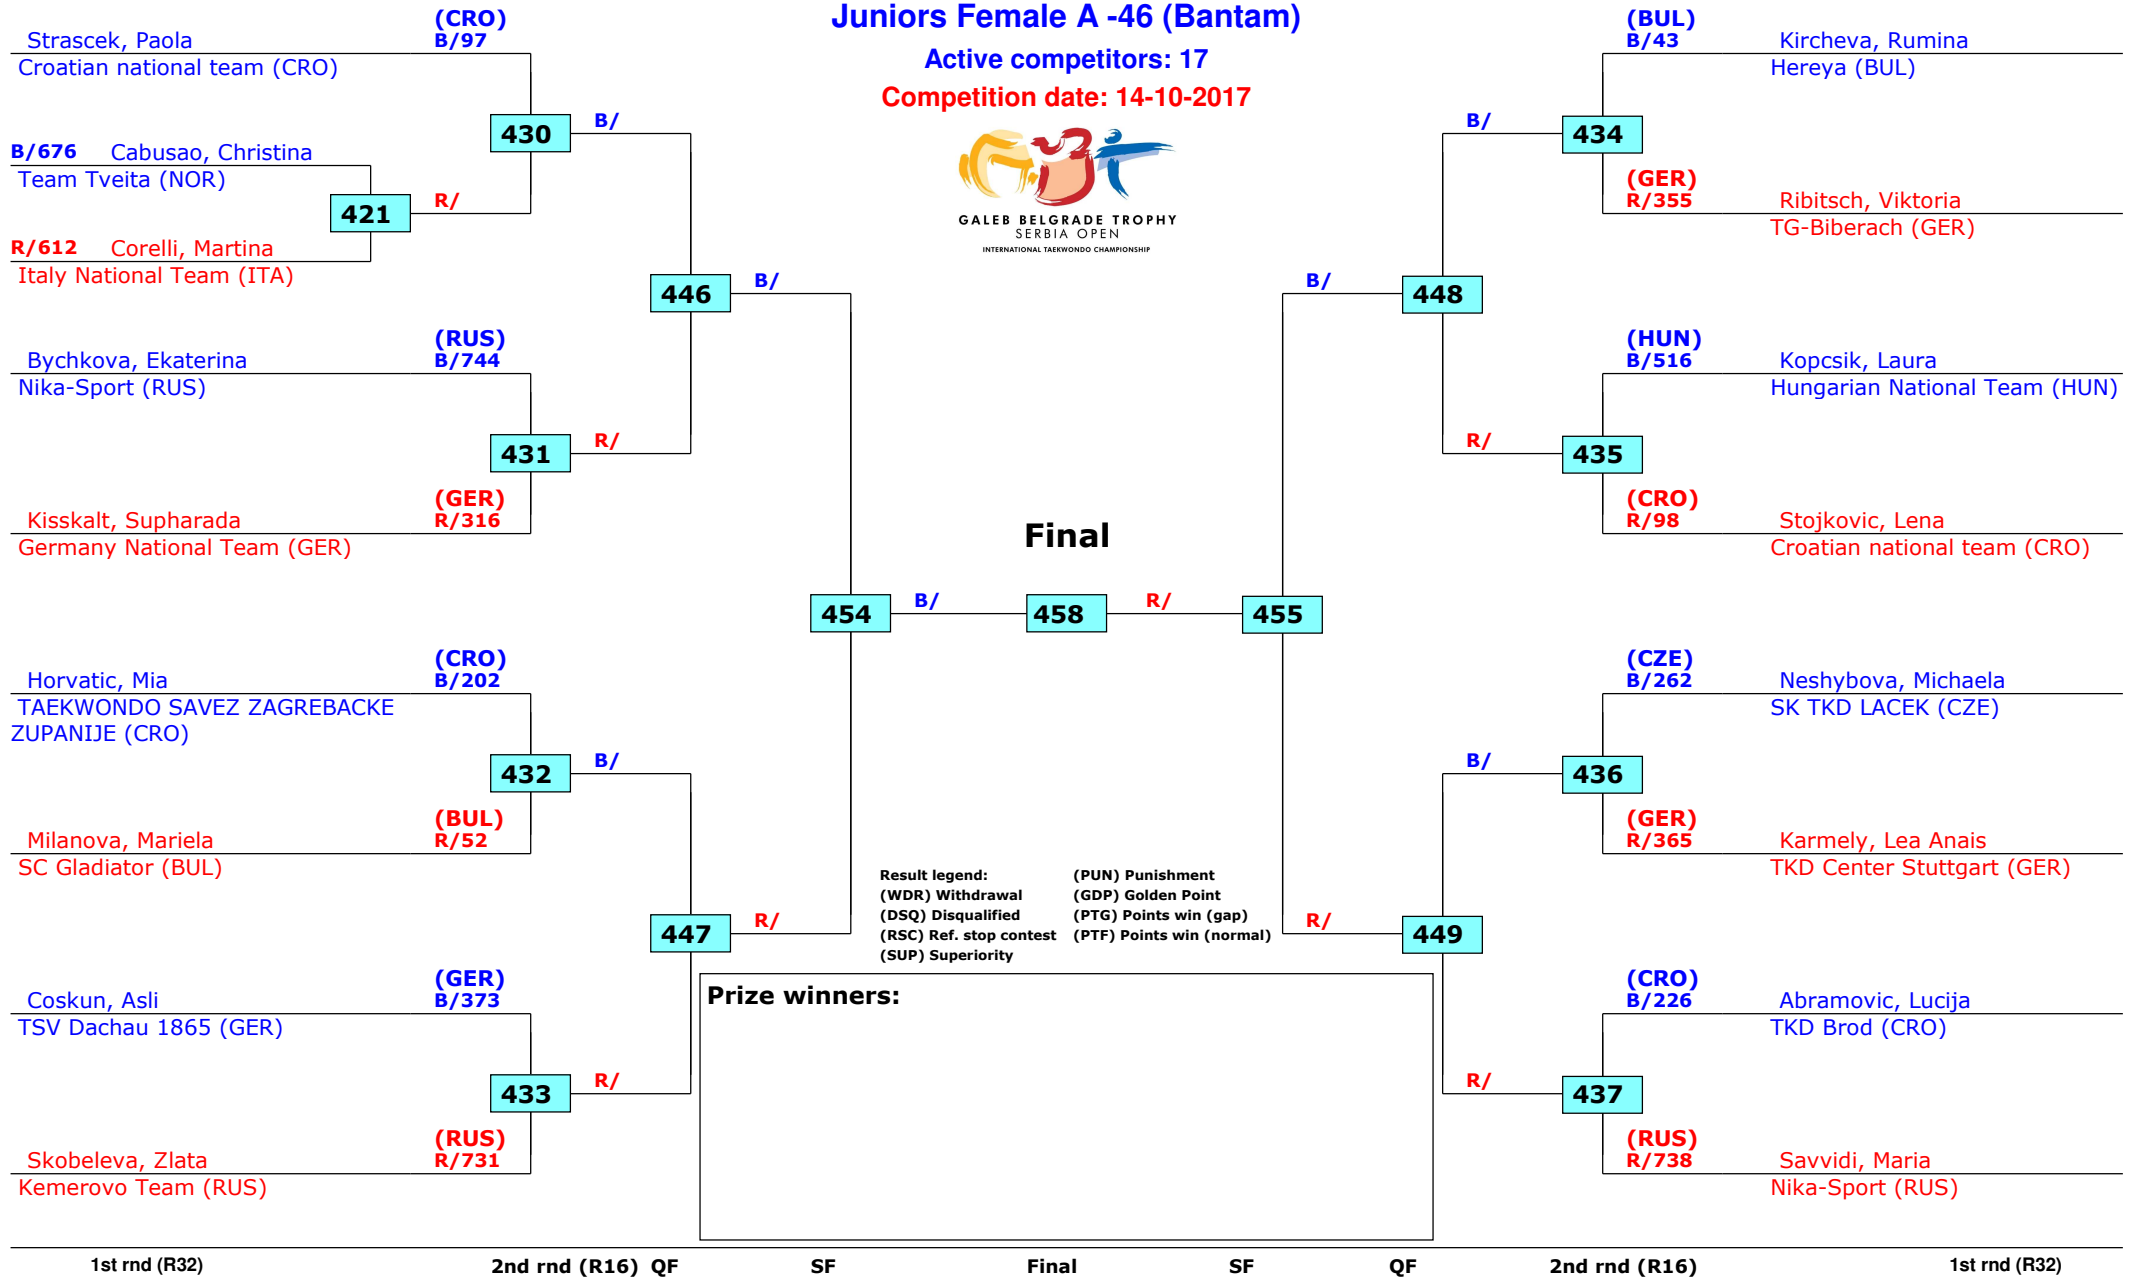 Juniors Female A -46 (Bantam)
Active competitors: 17
Competition date: 14-10-2017
GALEB BELGRADE TROPHY
SERBIA OPEN
INTERNATIONAL TAEKWONDO CHAMPIONSHIP
(CRO)
Strascek, Paola B/97
Croatian national team (CRO)
430
B/
B/676 Cabusao, Christina
Team Tveita (NOR)
421
R/
R/612 Corelli, Martina
Italy National Team (ITA)
446
B/
(RUS)
Bychkova, Ekaterina B/744
Nika-Sport (RUS)
431
R/
(GER)
Kisskalt, Supharada R/316
Germany National Team (GER)
454
B/
(CRO)
Horvatic, Mia B/202
TAEKWONDO SAVEZ ZAGREBACKE
ZUPANIJE (CRO)
432
B/
(BUL)
Milanova, Mariela R/52
SC Gladiator (BUL)
447
R/
(GER)
Coskun, Asli B/373
TSV Dachau 1865 (GER)
433
R/
(RUS)
Skobeleva, Zlata R/731
Kemerovo Team (RUS)
Final
458
(BUL)
B/43 Kircheva, Rumina
Hereya (BUL)
B/
434
(GER)
R/355 Ribitsch, Viktoria
TG-Biberach (GER)
B/
448
(HUN)
B/516 Kopcsik, Laura
Hungarian National Team (HUN)
R/
435
(CRO)
R/98 Stojkovic, Lena
Croatian national team (CRO)
R/
455
(CZE)
B/262 Neshybova, Michaela
SK TKD LACEK (CZE)
B/
436
(GER)
R/365 Karmely, Lea Anais
TKD Center Stuttgart (GER)
R/
449
(CRO)
B/226 Abramovic, Lucija
TKD Brod (CRO)
R/
437
(RUS)
R/738 Savvidi, Maria
Nika-Sport (RUS)
Result legend: (PUN) Punishment
(WDR) Withdrawal (GDP) Golden Point
(DSQ) Disqualified (PTG) Points win (gap)
(RSC) Ref. stop contest (PTF) Points win (normal)
(SUP) Superiority
Prize winners:
1st rnd (R32) 2nd rnd (R16) QF SF Final SF QF 2nd rnd (R16) 1st rnd (R32)